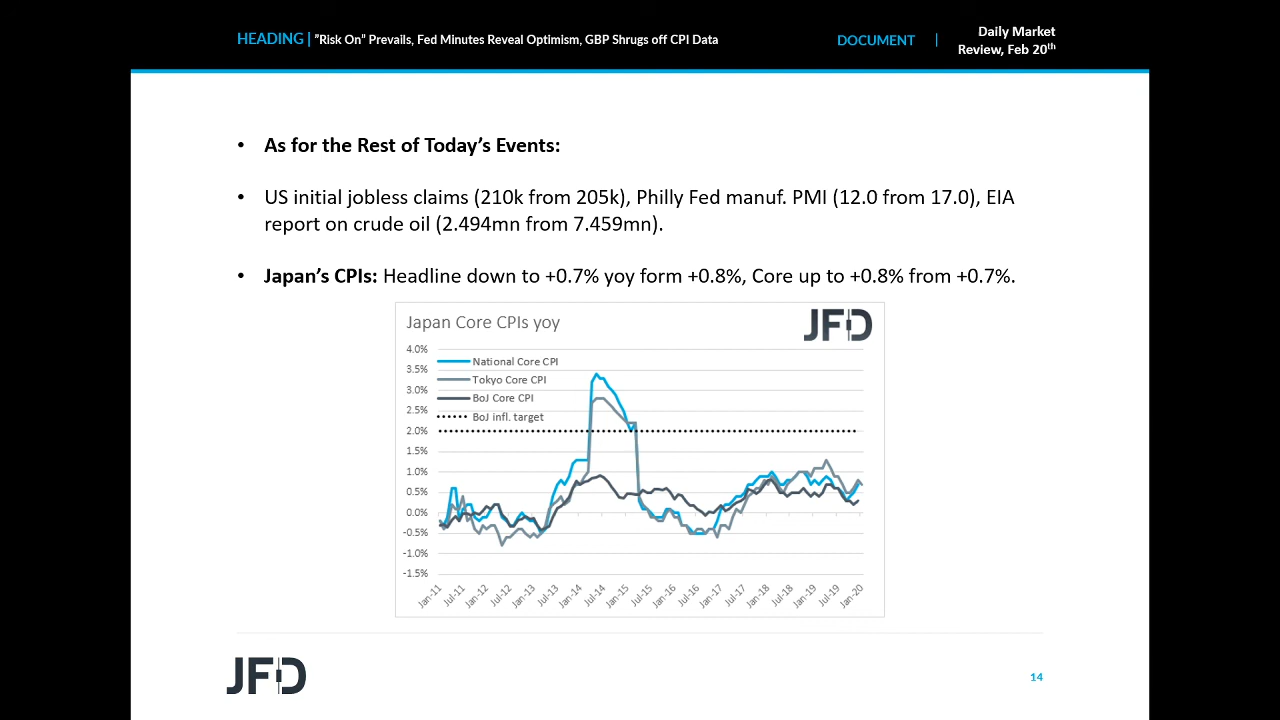 HEADING | ”Risk On” Prevails, Fed Minutes Reveal Optimism, GBP Shrugs off CPI Data
DOCUMENT |
Daily Market
Review, Feb 20th
• As for the Rest of Today’s Events:
• US initial jobless claims (210k from 205k), Philly Fed manuf. PMI (12.0 from 17.0), EIA
report on crude oil (2.494mn from 7.459mn).
• Japan’s CPIs: Headline down to +0.7% yoy form +0.8%, Core up to +0.8% from +0.7%.
Japan Core CPIs yoy
JFD
4.0%
3.5%
3.0%
2.5%
2.0%
1.5%
1.0%
0.5%
0.0%
-0.5%
-1.0%
-1.5%
National Core CPI
Tokyo Core CPI
BoJ Core CPI
BoJ infl. target
Jan-11
Jul-11
Jan-12
Jul-12
Jan-13
Jul-13
Jan-14
Jul-14
Jan-15
Jul-15
Jan-16
Jul-16
Jan-17
Jul-17
Jan-18
Jul-18
Jan-19
Jul-19
Jan-20
JFD
14